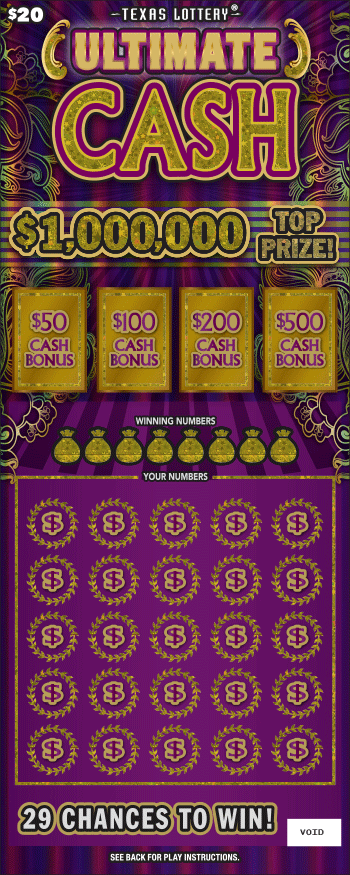 $20
TEXAS LOTTERY®
ULTIMATE
CASH
$1,000,000 TOP PRIZE!
$50 CASH BONUS
$100 CASH BONUS
$200 CASH BONUS
$500 CASH BONUS
WINNING NUMBERS
YOUR NUMBERS
$ $ $ $ $
$ $ $ $ $
$ $ $ $ $
$ $ $ $ $
$ $ $ $ $
29 CHANCES TO WIN!
VOID
SEE BACK FOR PLAY INSTRUCTIONS.